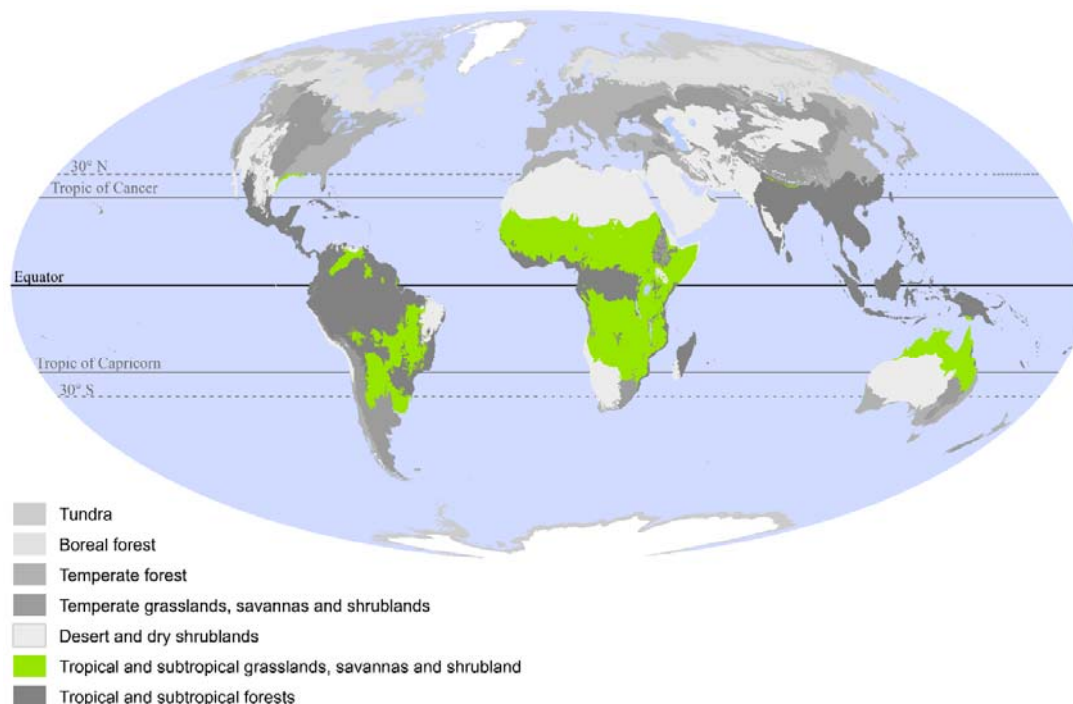 30° N
Tropic of Cancer
Equator
Tropic of Capricorn
30° S
Tundra
Boreal forest
Temperate forest
Temperate grasslands, savannas and shrublands
Desert and dry shrublands
Tropical and subtropical grasslands, savannas and shrubland
Tropical and subtropical forests